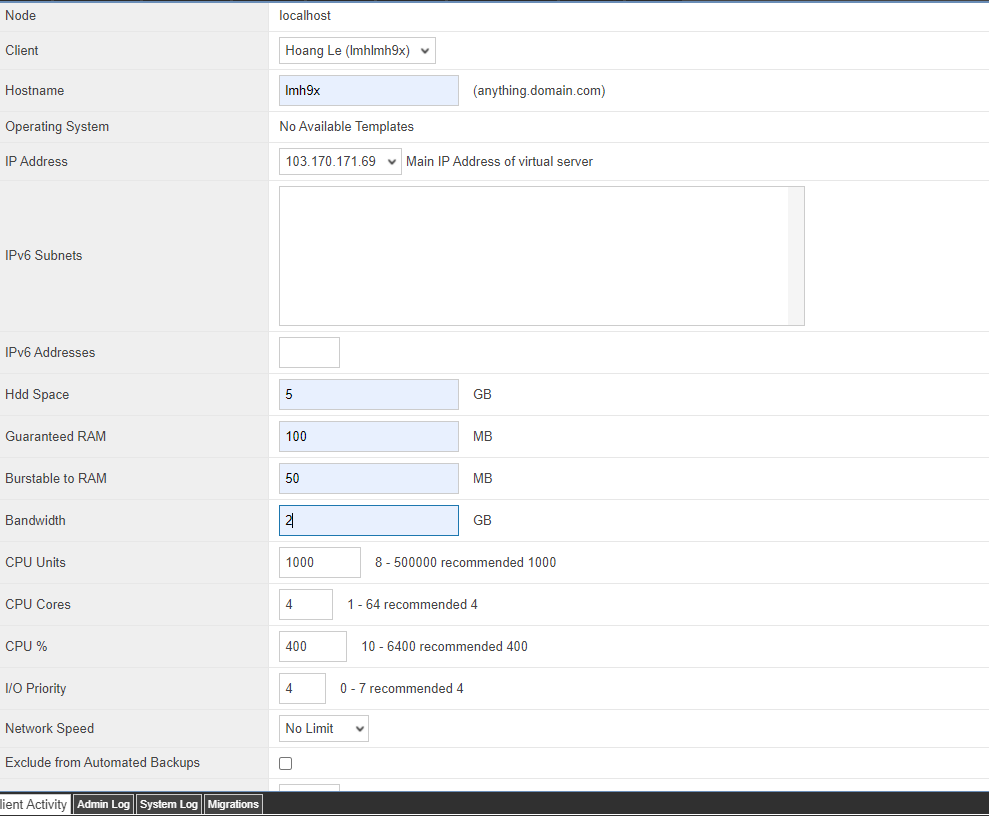 Node localhost
Client Hoang Le (lmhlmh9x)
Hostname lmh9x (anything.domain.com)
Operating System No Available Templates
IP Address 103.170.171.69 Main IP Address of virtual server
IPv6 Subnets
IPv6 Addresses
Hdd Space 5 GB
Guaranteed RAM 100 MB
Burstable to RAM 50 MB
Bandwidth 2 GB
CPU Units 1000 8 - 500000 recommended 1000
CPU Cores 4 1 - 64 recommended 4
CPU % 400 10 - 6400 recommended 400
I/O Priority 4 0 - 7 recommended 4
Network Speed No Limit
Exclude from Automated Backups
lient Activity Admin Log System Log Migrations